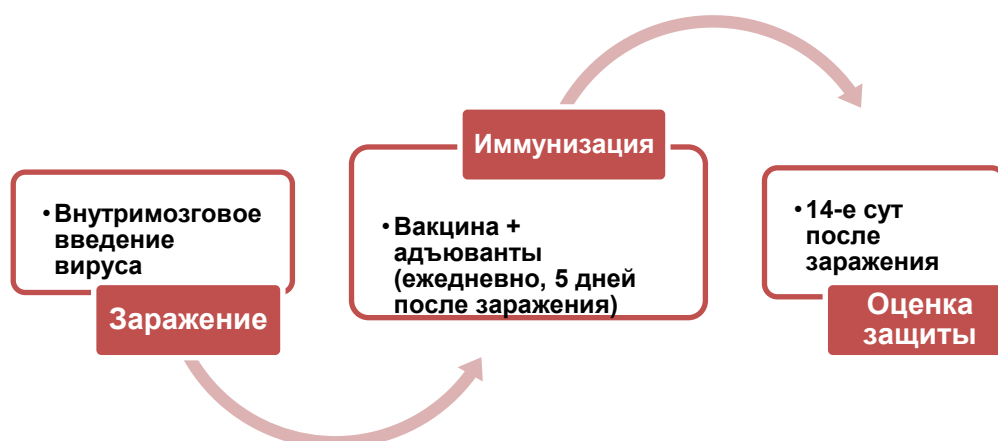 • Внутримозговое
введение
вируса
Заражение
Иммунизация
• Вакцина +
адъюванты
(ежедневно, 5 дней
после заражения)
• 14-е сут
после
заражения
Оценка
защиты